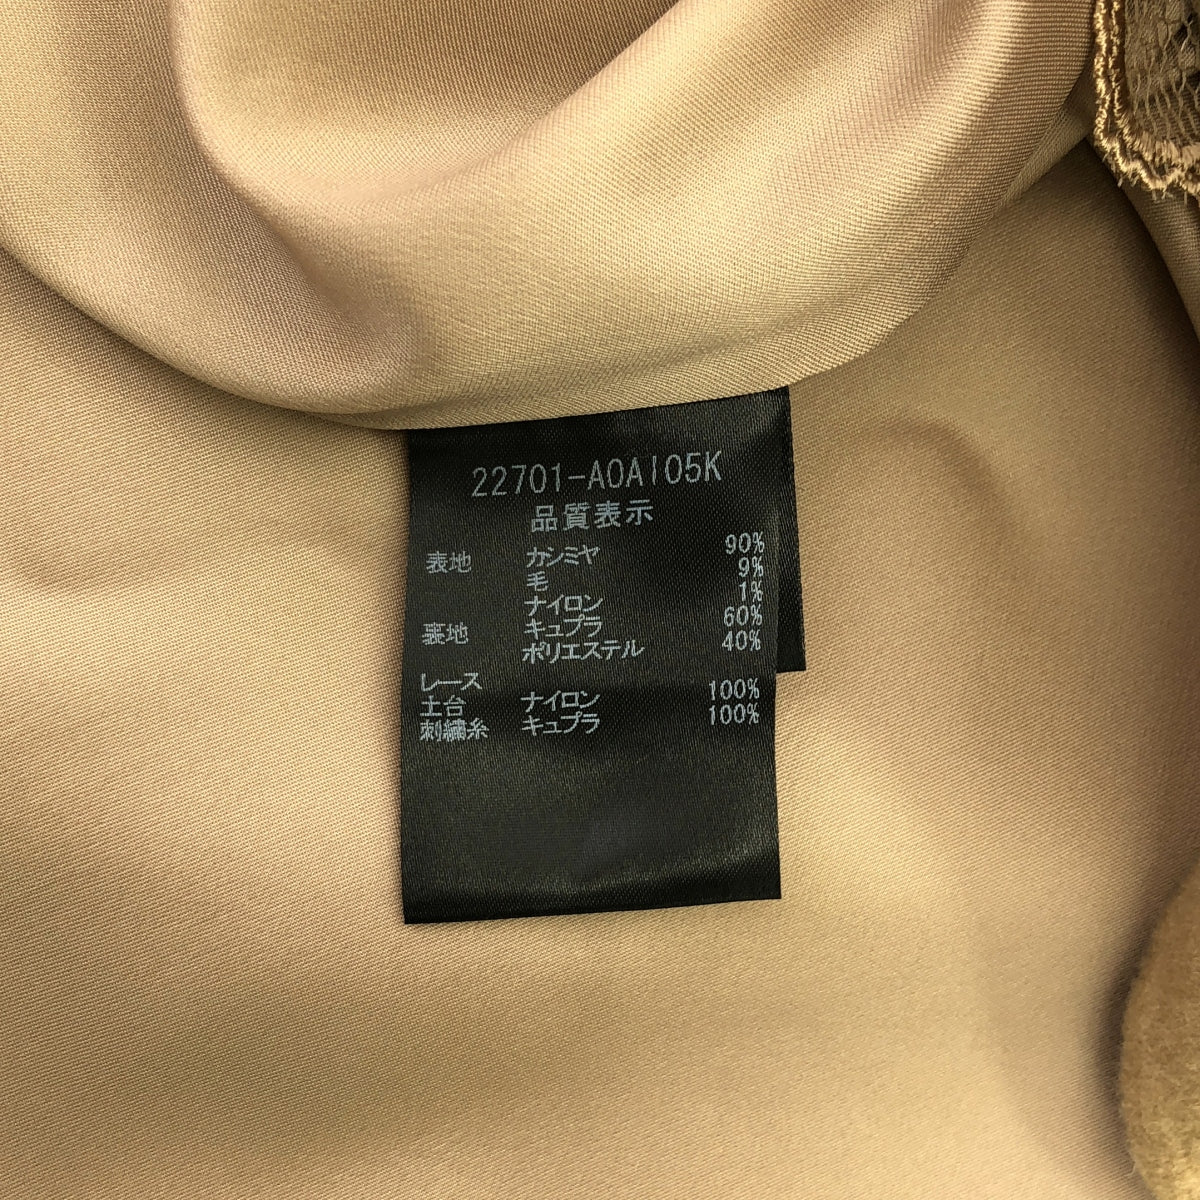 22701-A0AI05K
品質表示
表地 カシミヤ 90%
毛 9%
ナイロン 1%
裏地 キュプラ 60%
ポリエステル 40%
レース
土台 ナイロン 100%
刺繍糸 キュプラ 100%